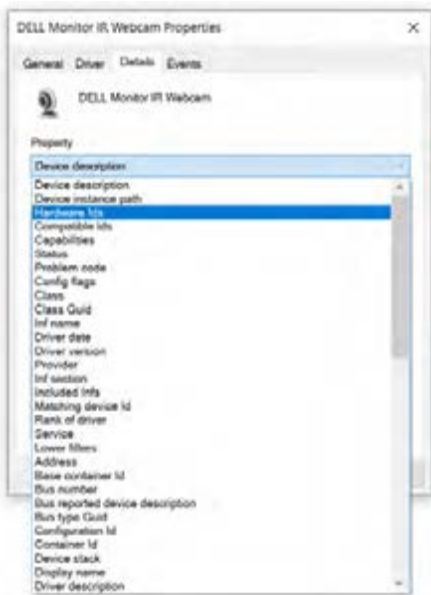 DELL Monitor IR Webcam Properties
General Driver Details Events
DELL Monitor IR Webcam
Property
Device description
Device description
Device instance path
Hardware Ids
Compatible Ids
Capabilities
Status
Problem code
Config flags
Class
Class Guid
Inf name
Driver date
Driver version
Provider
Inf section
Included Infs
Matching device Id
Rank of driver
Service
Lower filters
Address
Base container Id
Bus number
Bus reported device description
Bus type Guid
Configuration Id
Container Id
Device stack
Display name
Driver description